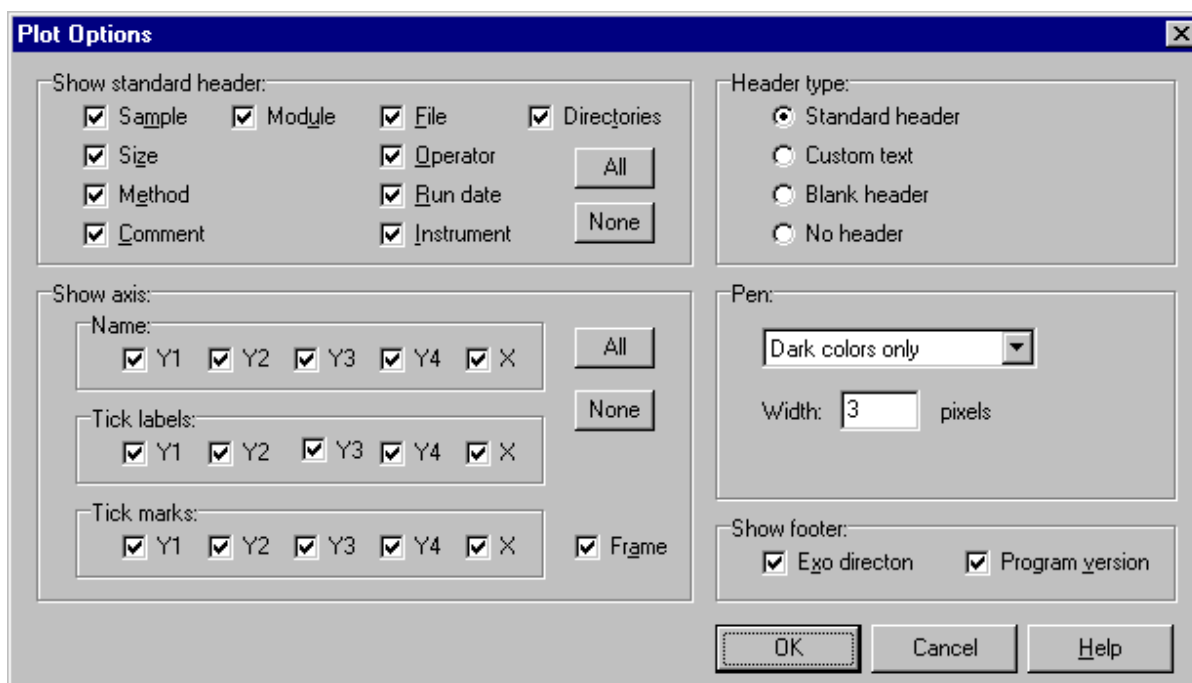 Plot Options
Show standard header:
Sample Module File Directories
Size Operator All
Method Run date
Comment Instrument None
Header type:
Standard header
Custom text
Blank header
No header
Show axis:
Name:
Y1 Y2 Y3 Y4 X
All
None
Tick labels:
Y1 Y2 Y3 Y4 X
Tick marks:
Y1 Y2 Y3 Y4 X
Frame
Pen:
Dark colors only
Width: 3 pixels
Show footer:
Exo directon Program version
OK Cancel Help